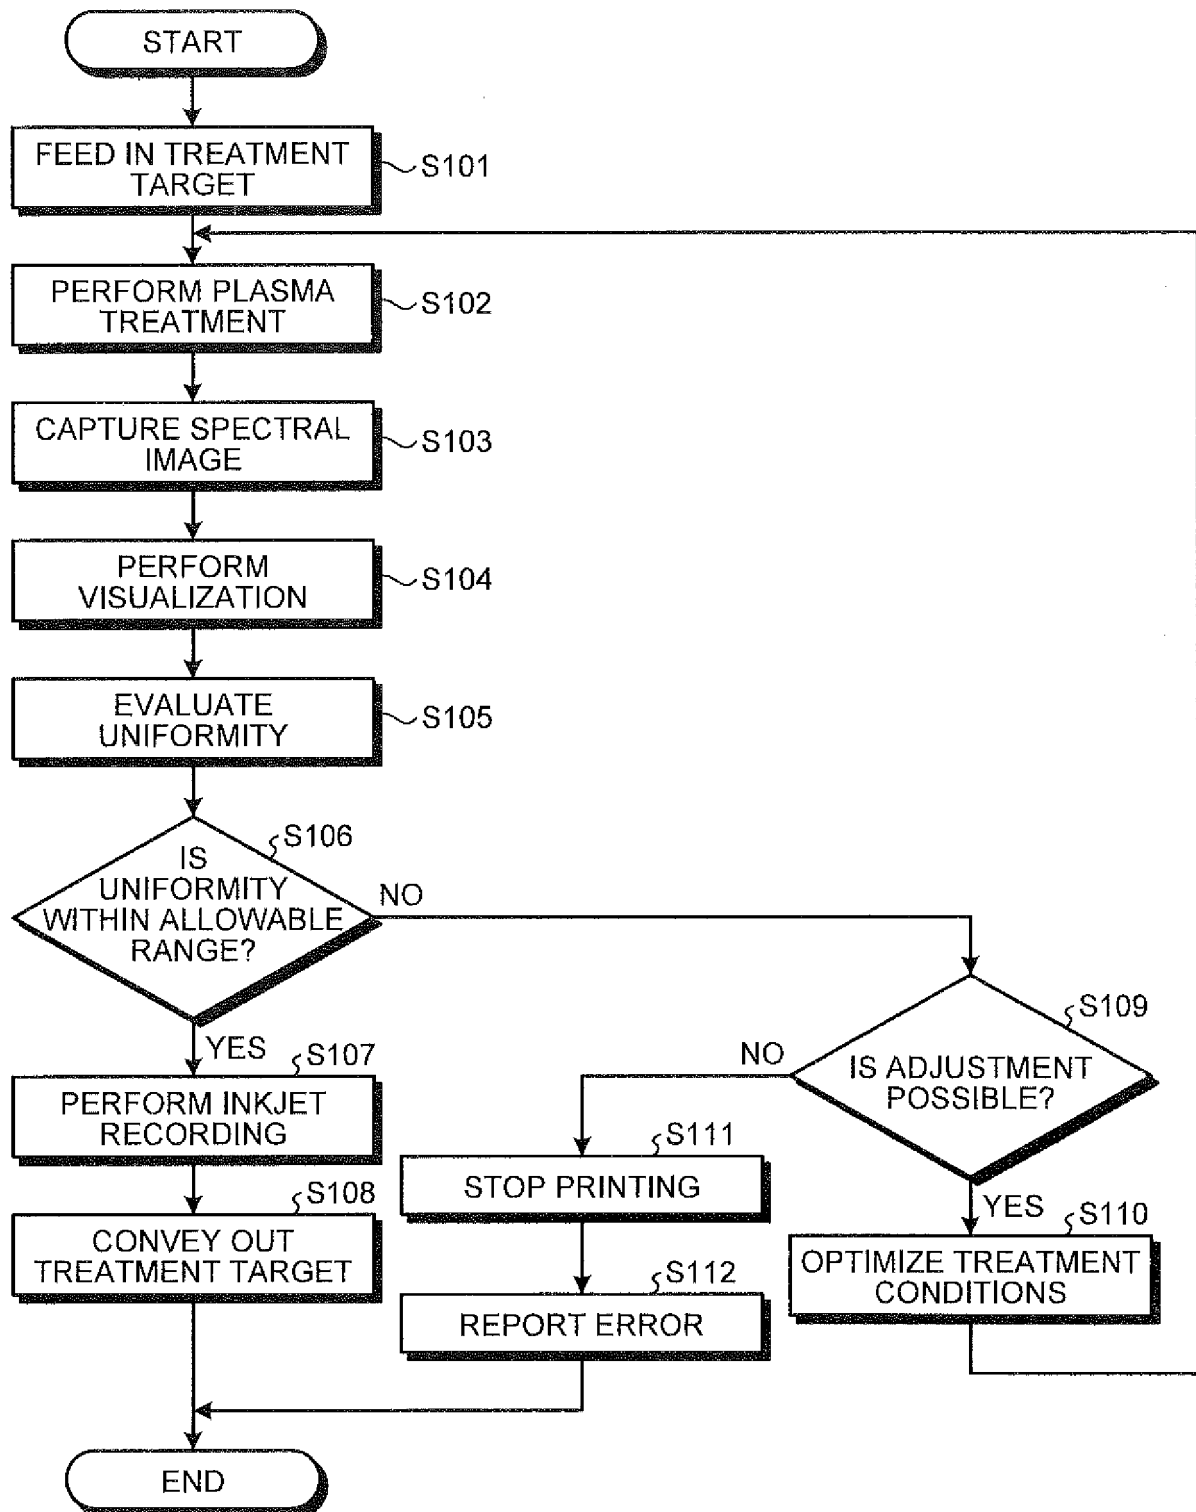 START
FEED IN TREATMENT
TARGET
S101
PERFORM PLASMA
TREATMENT
S102
CAPTURE SPECTRAL
IMAGE
S103
PERFORM
VISUALIZATION
S104
EVALUATE
UNIFORMITY
S105
S106
IS
UNIFORMITY
WITHIN ALLOWABLE
RANGE?
NO
YES
S107
PERFORM INKJET
RECORDING
S108
CONVEY OUT
TREATMENT TARGET
S109
IS ADJUSTMENT
POSSIBLE?
NO
YES
S111
STOP PRINTING
S112
REPORT ERROR
S110
OPTIMIZE TREATMENT
CONDITIONS
END